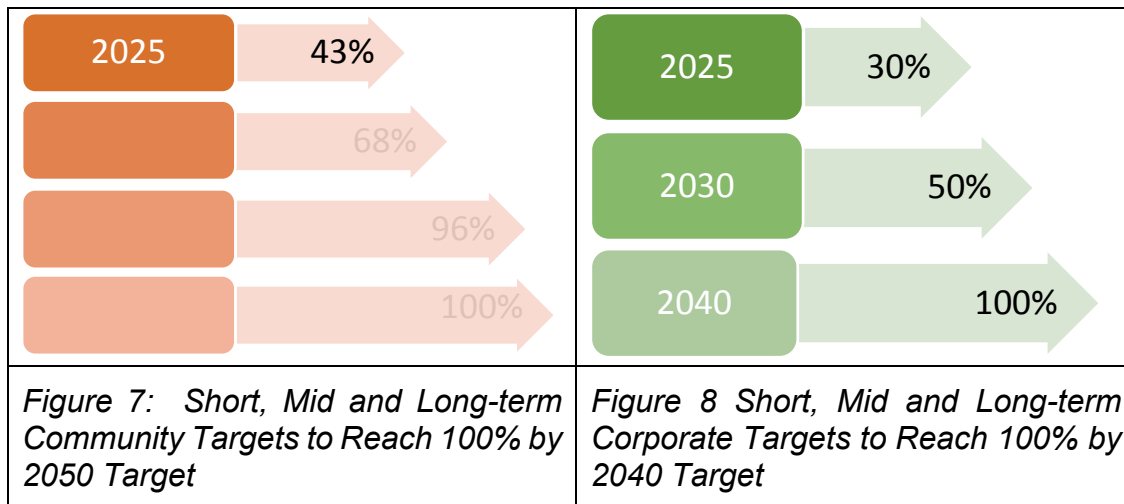 2025
43%
68%
96%
100%
Figure 7: Short, Mid and Long-term
Community Targets to Reach 100% by
2050 Target
2025
30%
2030
50%
2040
100%
Figure 8 Short, Mid and Long-term
Corporate Targets to Reach 100% by
2040 Target